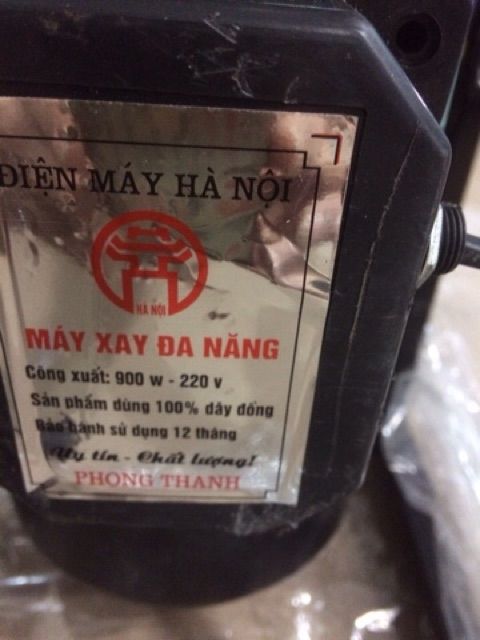 ĐIỆN MÁY HÀ NỘI
HÀ NỘI
MÁY XAY ĐA NĂNG
Công xuất: 900 w - 220 v
Sản phẩm dùng 100% dây đồng
Bảo hành sử dụng 12 tháng
Uy tín - Chất lượng!
PHONG THANH